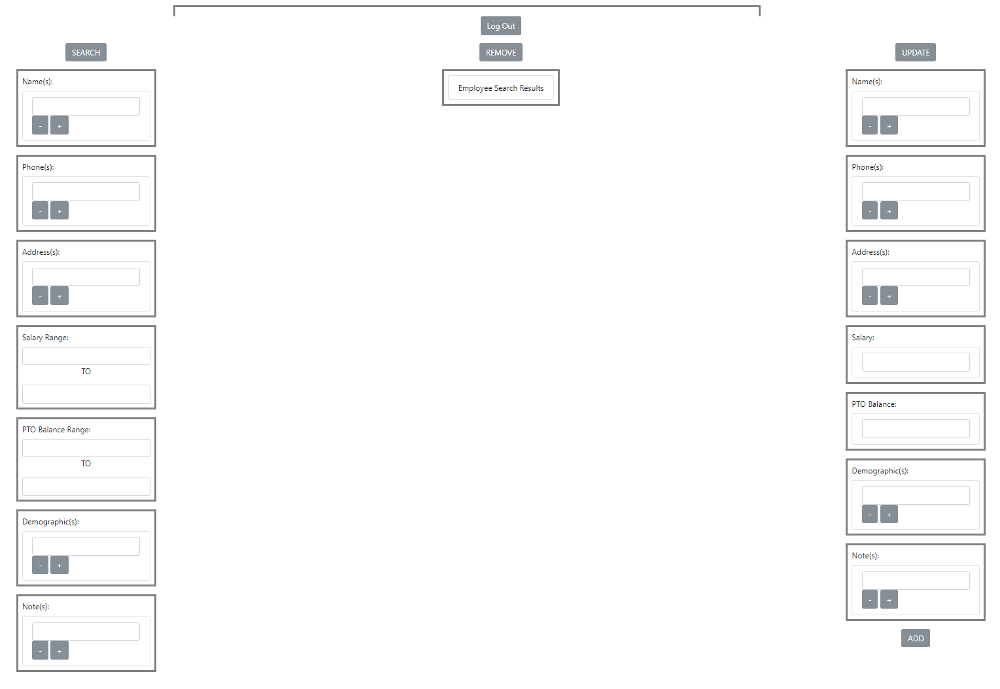 Log Out
SEARCH
REMOVE
UPDATE
Name(s):
- +
Phone(s):
- +
Address(s):
- +
Salary Range:
TO
PTO Balance Range:
TO
Demographic(s):
- +
Note(s):
- +
Employee Search Results
Name(s):
- +
Phone(s):
- +
Address(s):
- +
Salary:
PTO Balance:
Demographic(s):
- +
Note(s):
- +
ADD